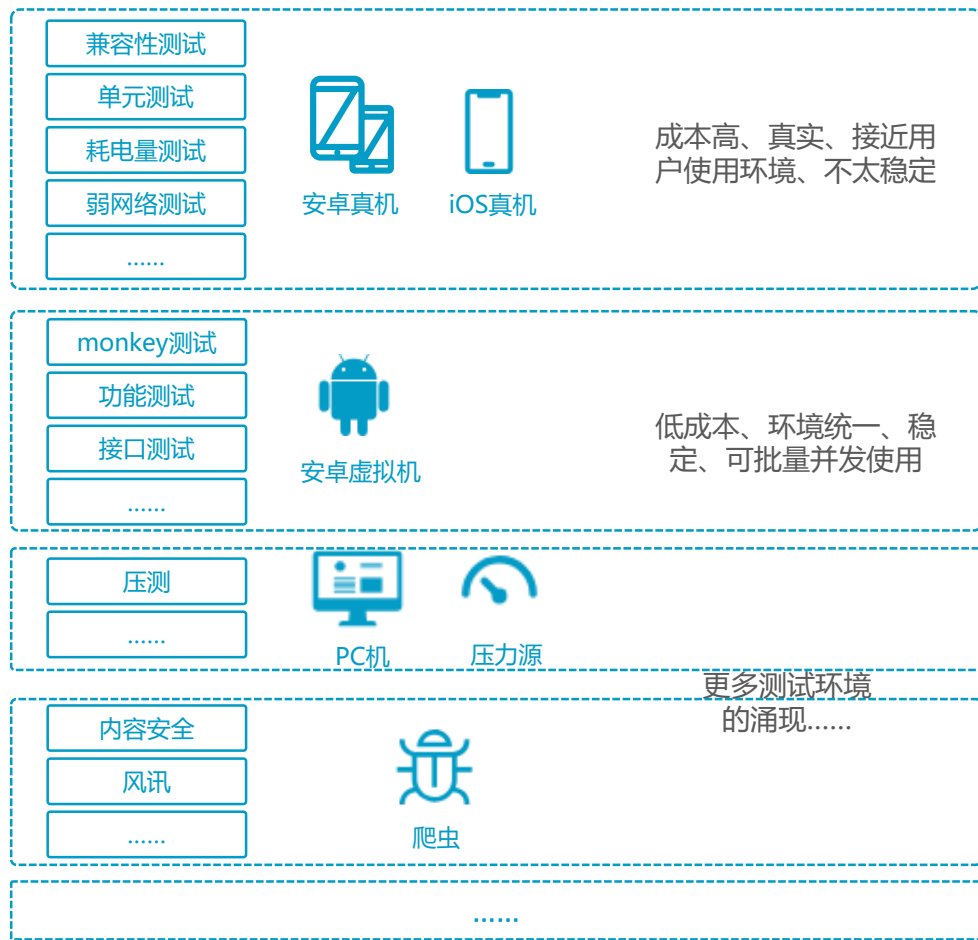 兼容性测试
单元测试
耗电量测试
弱网络测试
......
安卓真机
iOS真机
成本高、真实、接近用
户使用环境、不太稳定
monkey测试
功能测试
接口测试
......
安卓虚拟机
低成本、环境统一、稳
定、可批量并发使用
压测
......
PC机
压力源
更多测试环境
的涌现......
内容安全
风讯
......
爬虫
......